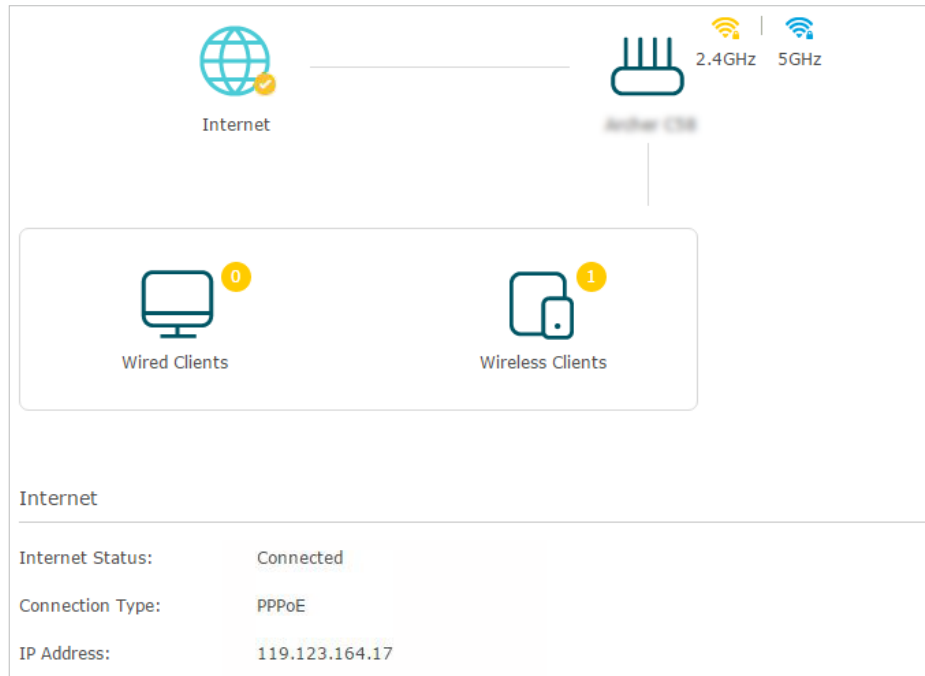 2.4GHz 5GHz
Internet
0
1
Wired Clients
Wireless Clients
Internet
Internet Status: Connected
Connection Type: PPPoE
IP Address: 119.123.164.17